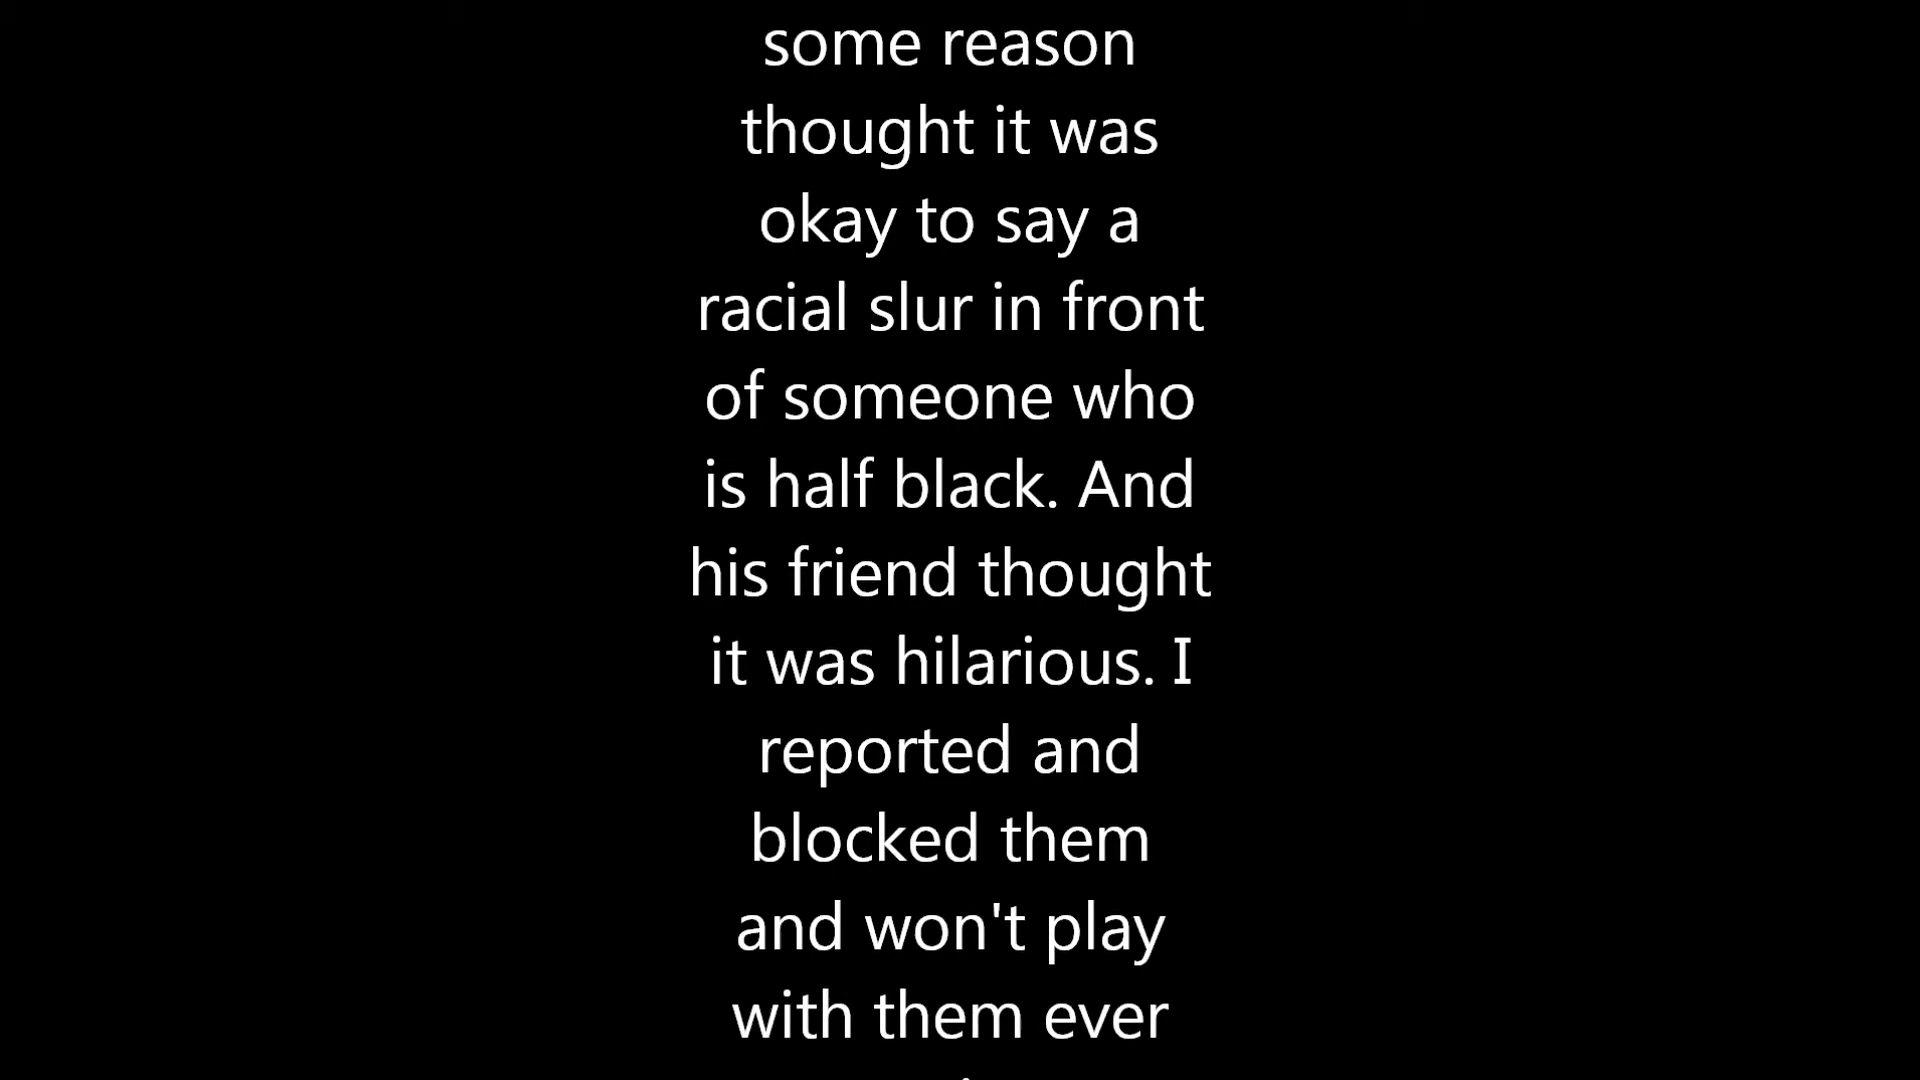 some reason
thought it was
okay to say a
racial slur in front
of someone who
is half black. And
his friend thought
it was hilarious. I
reported and
blocked them
and won't play
with them ever